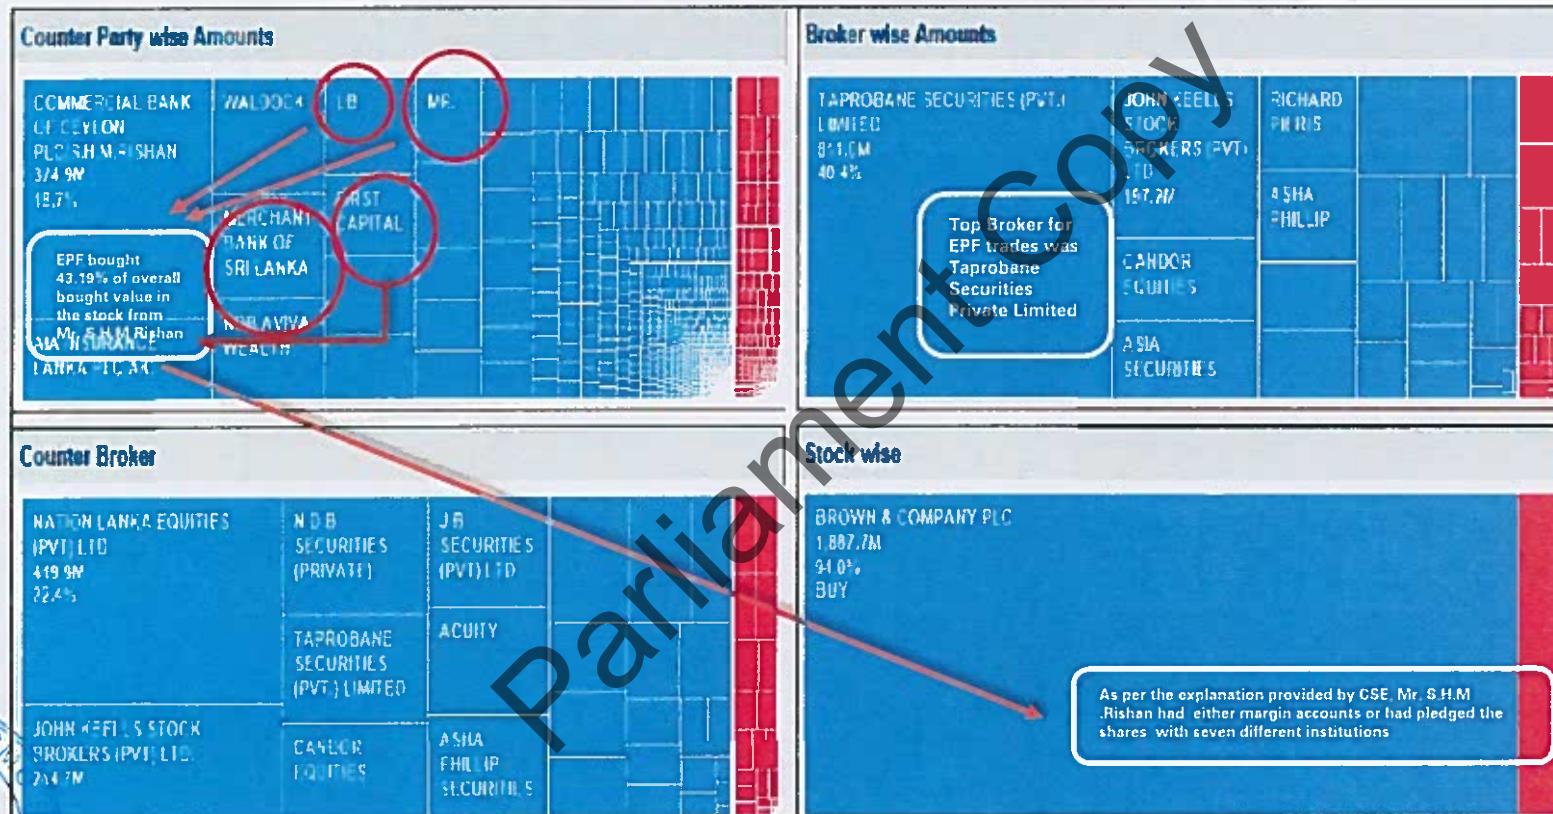 Counter Party wise Amounts
COMMERCIAL BANK
OF CEYLON
PLC S.H.M. RISHAN
374.9M
18.7%
EPF bought
43.19% of overall
bought value in
the stock from
Mr. S.H.M Rishan
INSURANCE
LANKA PLC
WALDOCK
MERCHANT
BANK OF
SRI LANKA
NDB AVIVA
WEALTH
LB
FIRST
CAPITAL
MR.
Broker wise Amounts
TAPROBANE SECURITIES (PVT.)
LIMITED
40.4%
Top Broker for
EPF trades was
Taprobane
Securities
Private Limited
JOHN KEELLS
STOCK
BROKERS (PVT)
LTD
CANDOR
EQUITIES
ASIA
SECURITIES
RICHARD
PIERIS
ASHA
PHILLIP
Counter Broker
NATION LANKA EQUITIES
(PVT) LTD
419.9M
22.4%
JOHN KEELLS STOCK
BROKERS (PVT) LTD.
N D B
SECURITIES
(PRIVATE)
TAPROBANE
SECURITIES
(PVT.) LIMITED
CANDOR
EQUITIES
J B
SECURITIES
(PVT) LTD
ACUITY
ASHA
PHILLIP
SECURITIES
Stock wise
BROWN & COMPANY PLC
1,887.7M
94.0%
BUY
As per the explanation provided by CSE, Mr. S.H.M
.Rishan had either margin accounts or had pledged the
shares with seven different institutions
Parliament Copy